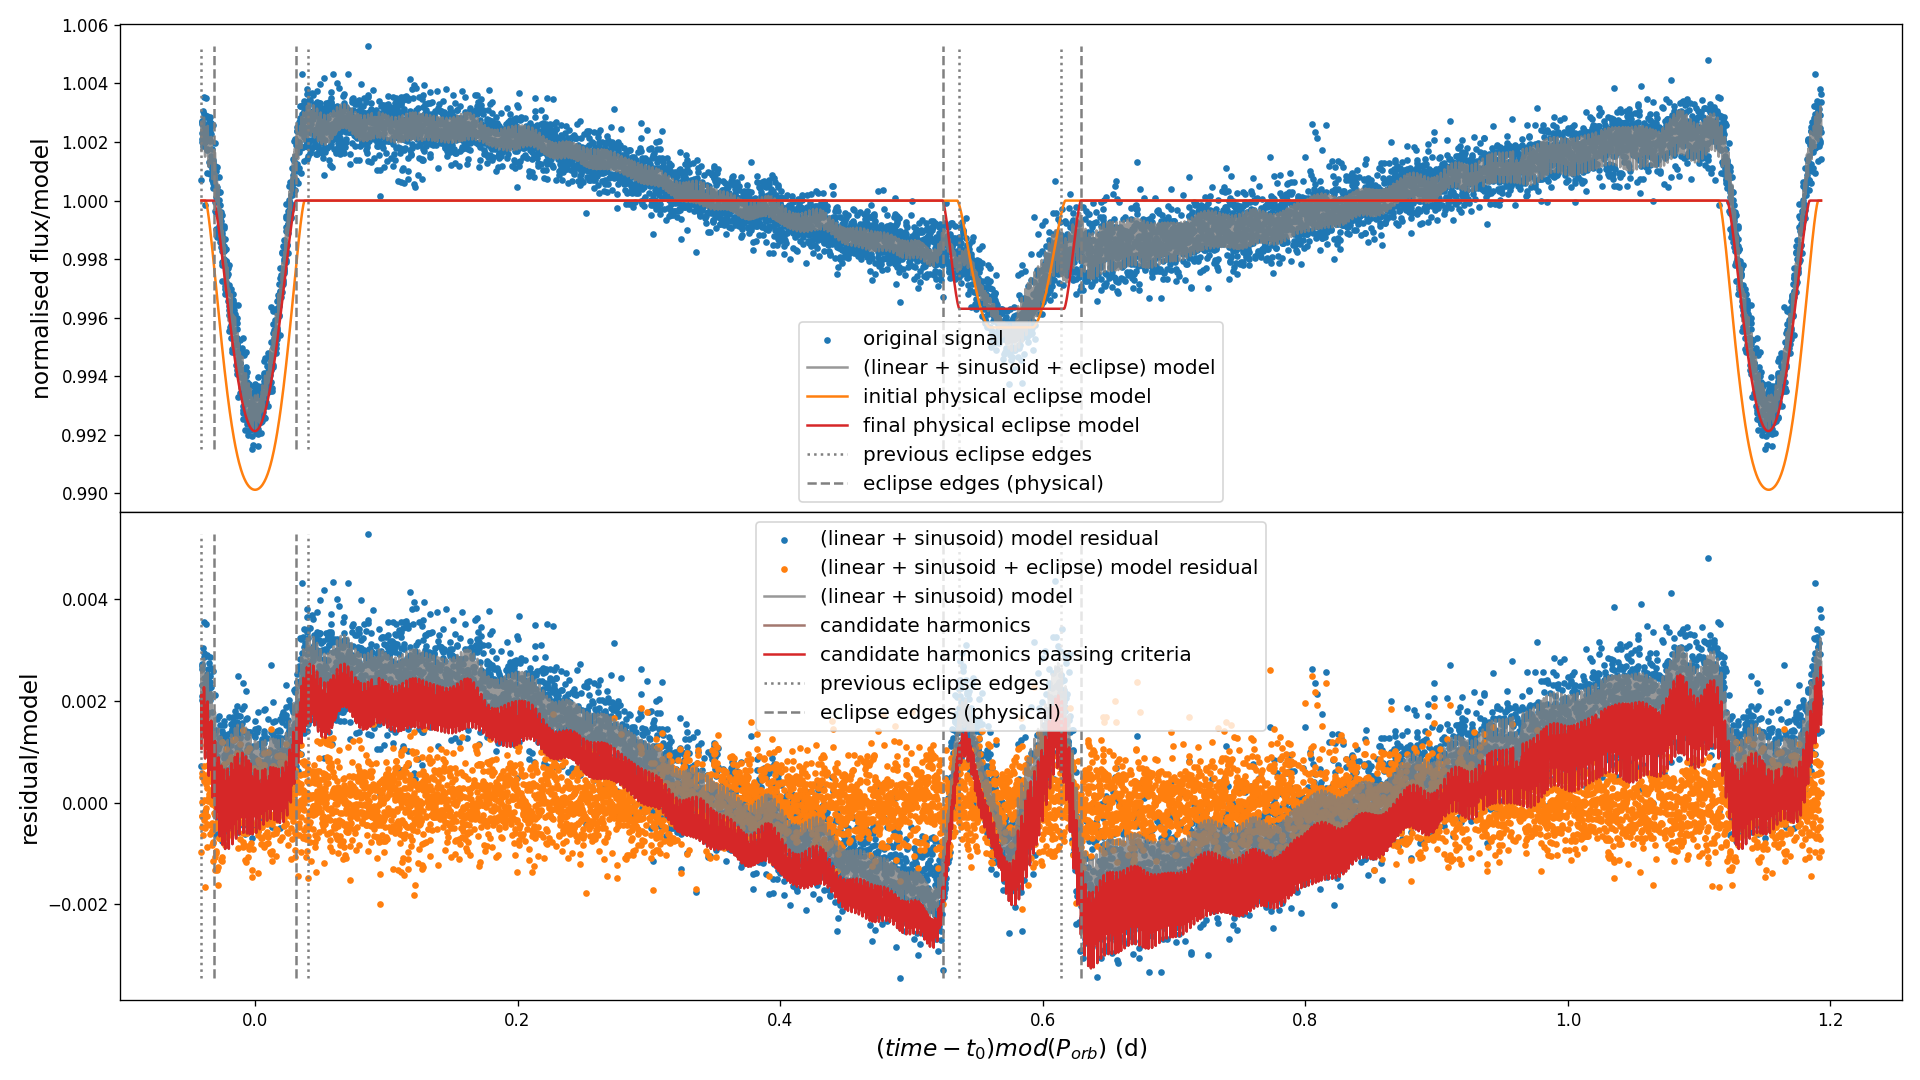 normalised flux/model
1.006
1.004
1.002
1.000
0.998
0.996
0.994
0.992
0.990
original signal
(linear + sinusoid + eclipse) model
initial physical eclipse model
final physical eclipse model
previous eclipse edges
eclipse edges (physical)
residual/model
0.004
0.002
0.000
−0.002
(linear + sinusoid) model residual
(linear + sinusoid + eclipse) model residual
(linear + sinusoid) model
candidate harmonics
candidate harmonics passing criteria
previous eclipse edges
eclipse edges (physical)
0.0 0.2 0.4 0.6 0.8 1.0 1.2
(time − t₀)mod(Pₒᵣb) (d)